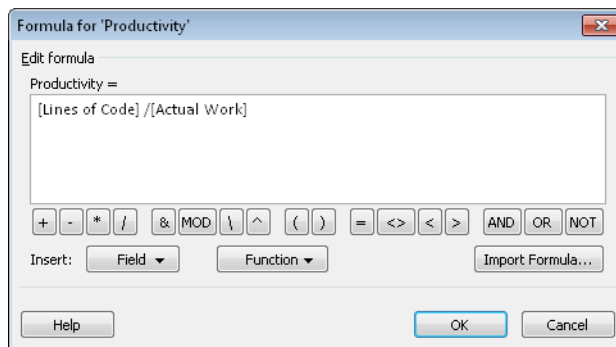 Formula for 'Productivity'
Edit formula
Productivity =
[Lines of Code] /[Actual Work]
+ - * / & MOD \ ^ ( ) = <> < > AND OR NOT
Insert: Field Function Import Formula...
Help OK Cancel